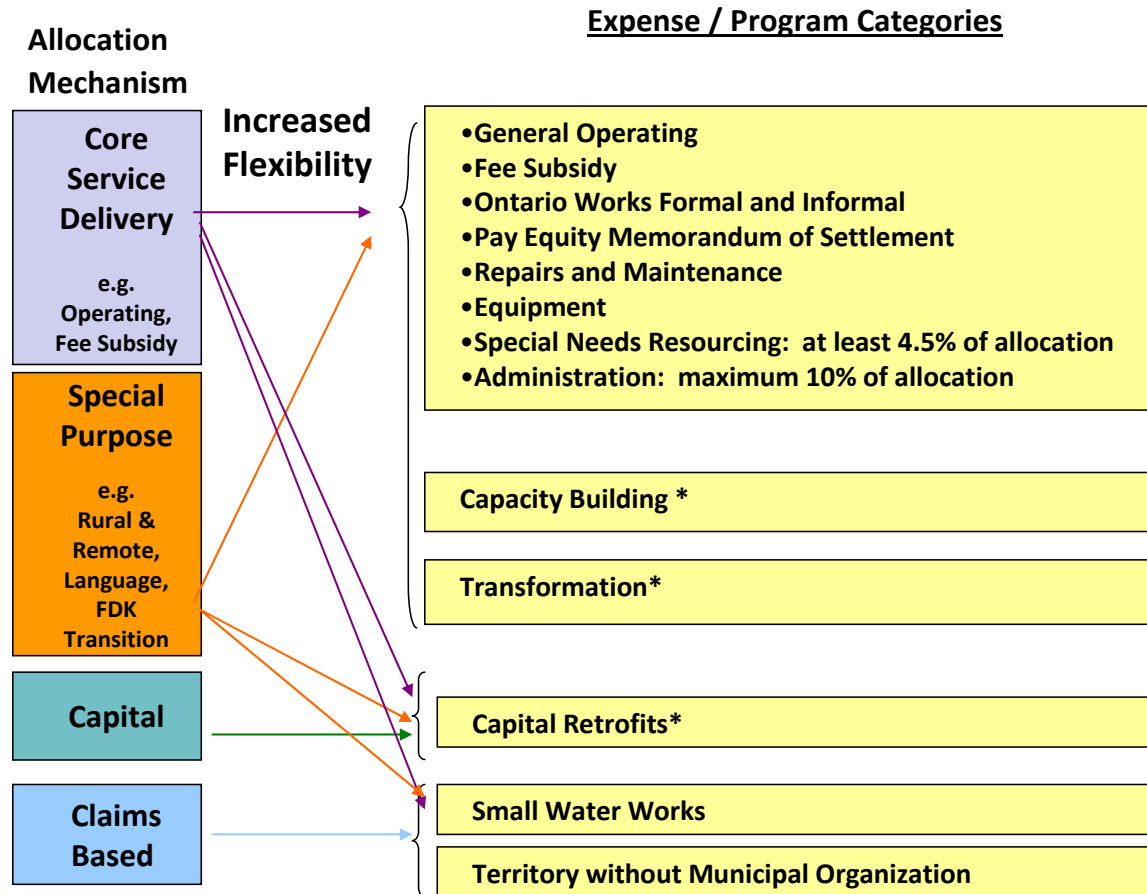 Expense / Program Categories
Allocation
Mechanism
Increased
Flexibility
Core
Service
Delivery
e.g.
Operating,
Fee Subsidy
Special
Purpose
e.g.
Rural &
Remote,
Language,
FDK
Transition
Capital
Claims
Based
•General Operating
•Fee Subsidy
•Ontario Works Formal and Informal
•Pay Equity Memorandum of Settlement
•Repairs and Maintenance
•Equipment
•Special Needs Resourcing: at least 4.5% of allocation
•Administration: maximum 10% of allocation
Capacity Building *
Transformation*
Capital Retrofits*
Small Water Works
Territory without Municipal Organization